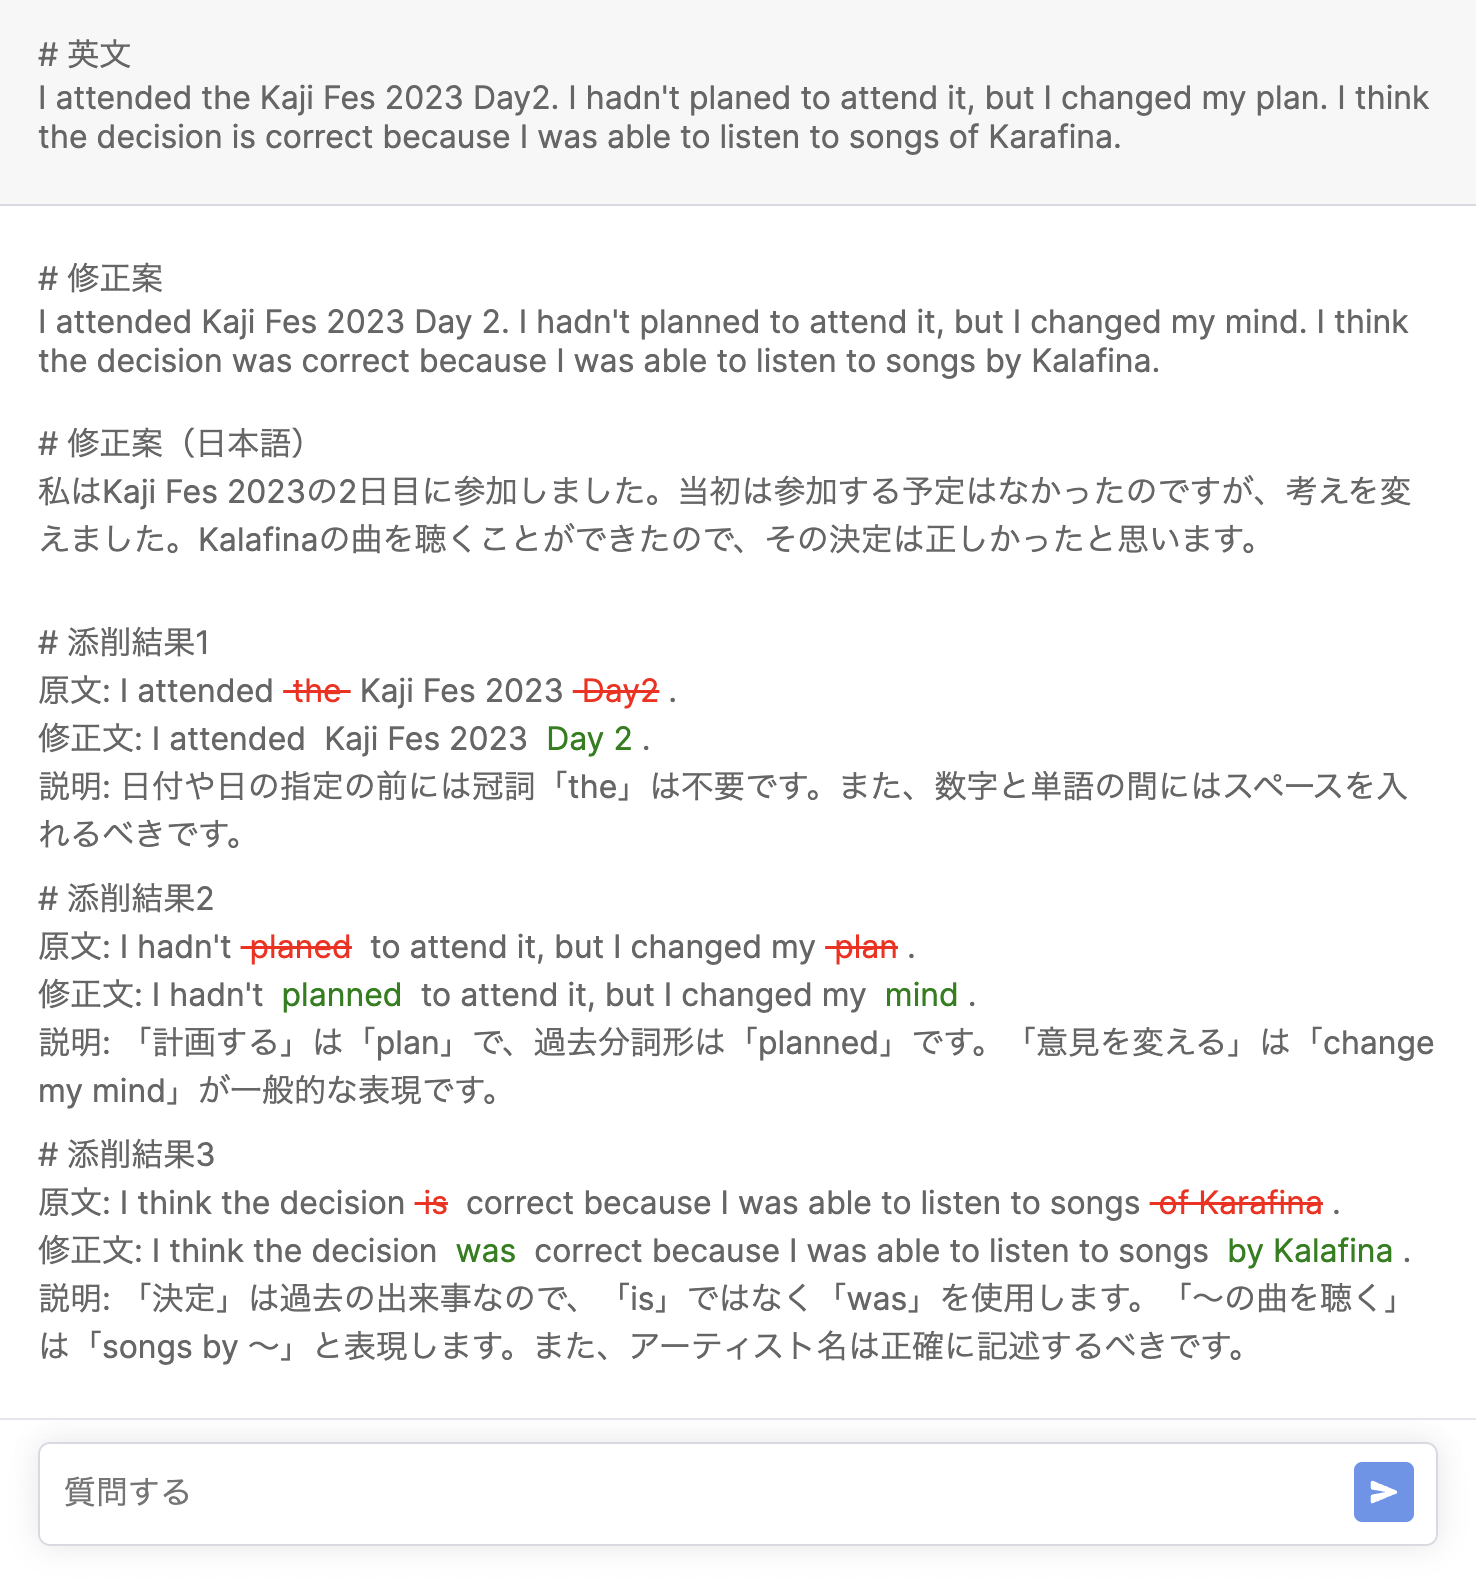 # 英文
I attended the Kaji Fes 2023 Day2. I hadn't planed to attend it, but I changed my plan. I think
the decision is correct because I was able to listen to songs of Karafina.
# 修正案
I attended Kaji Fes 2023 Day 2. I hadn't planned to attend it, but I changed my mind. I think
the decision was correct because I was able to listen to songs by Kalafina.
# 修正案（日本語）
私はKaji Fes 2023の2日目に参加しました。当初は参加する予定はなかったのですが、考えを変
えました。Kalafinaの曲を聴くことができたので、その決定は正しかったと思います。
# 添削結果1
原文: I attended the Kaji Fes 2023 Day2 .
修正文: I attended Kaji Fes 2023 Day 2 .
説明: 日付や日の指定の前には冠詞「the」は不要です。また、数字と単語の間にはスペースを入
れるべきです。
# 添削結果2
原文: I hadn't planed to attend it, but I changed my plan .
修正文: I hadn't planned to attend it, but I changed my mind .
説明: 「計画する」は「plan」で、過去分詞形は「planned」です。「意見を変える」は「change
my mind」が一般的な表現です。
# 添削結果3
原文: I think the decision is correct because I was able to listen to songs of Karafina .
修正文: I think the decision was correct because I was able to listen to songs by Kalafina .
説明: 「決定」は過去の出来事なので、「is」ではなく「was」を使用します。「〜の曲を聴く」
は「songs by 〜」と表現します。また、アーティスト名は正確に記述するべきです。
質問する